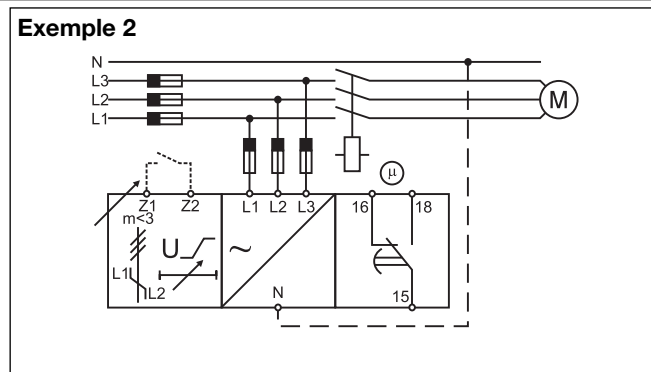 Exemple 2
N
L3
L2
L1
M
µ
Z1 Z2 L1 L2 L3 16 18
m<3
U ~
L1 L2
N 15